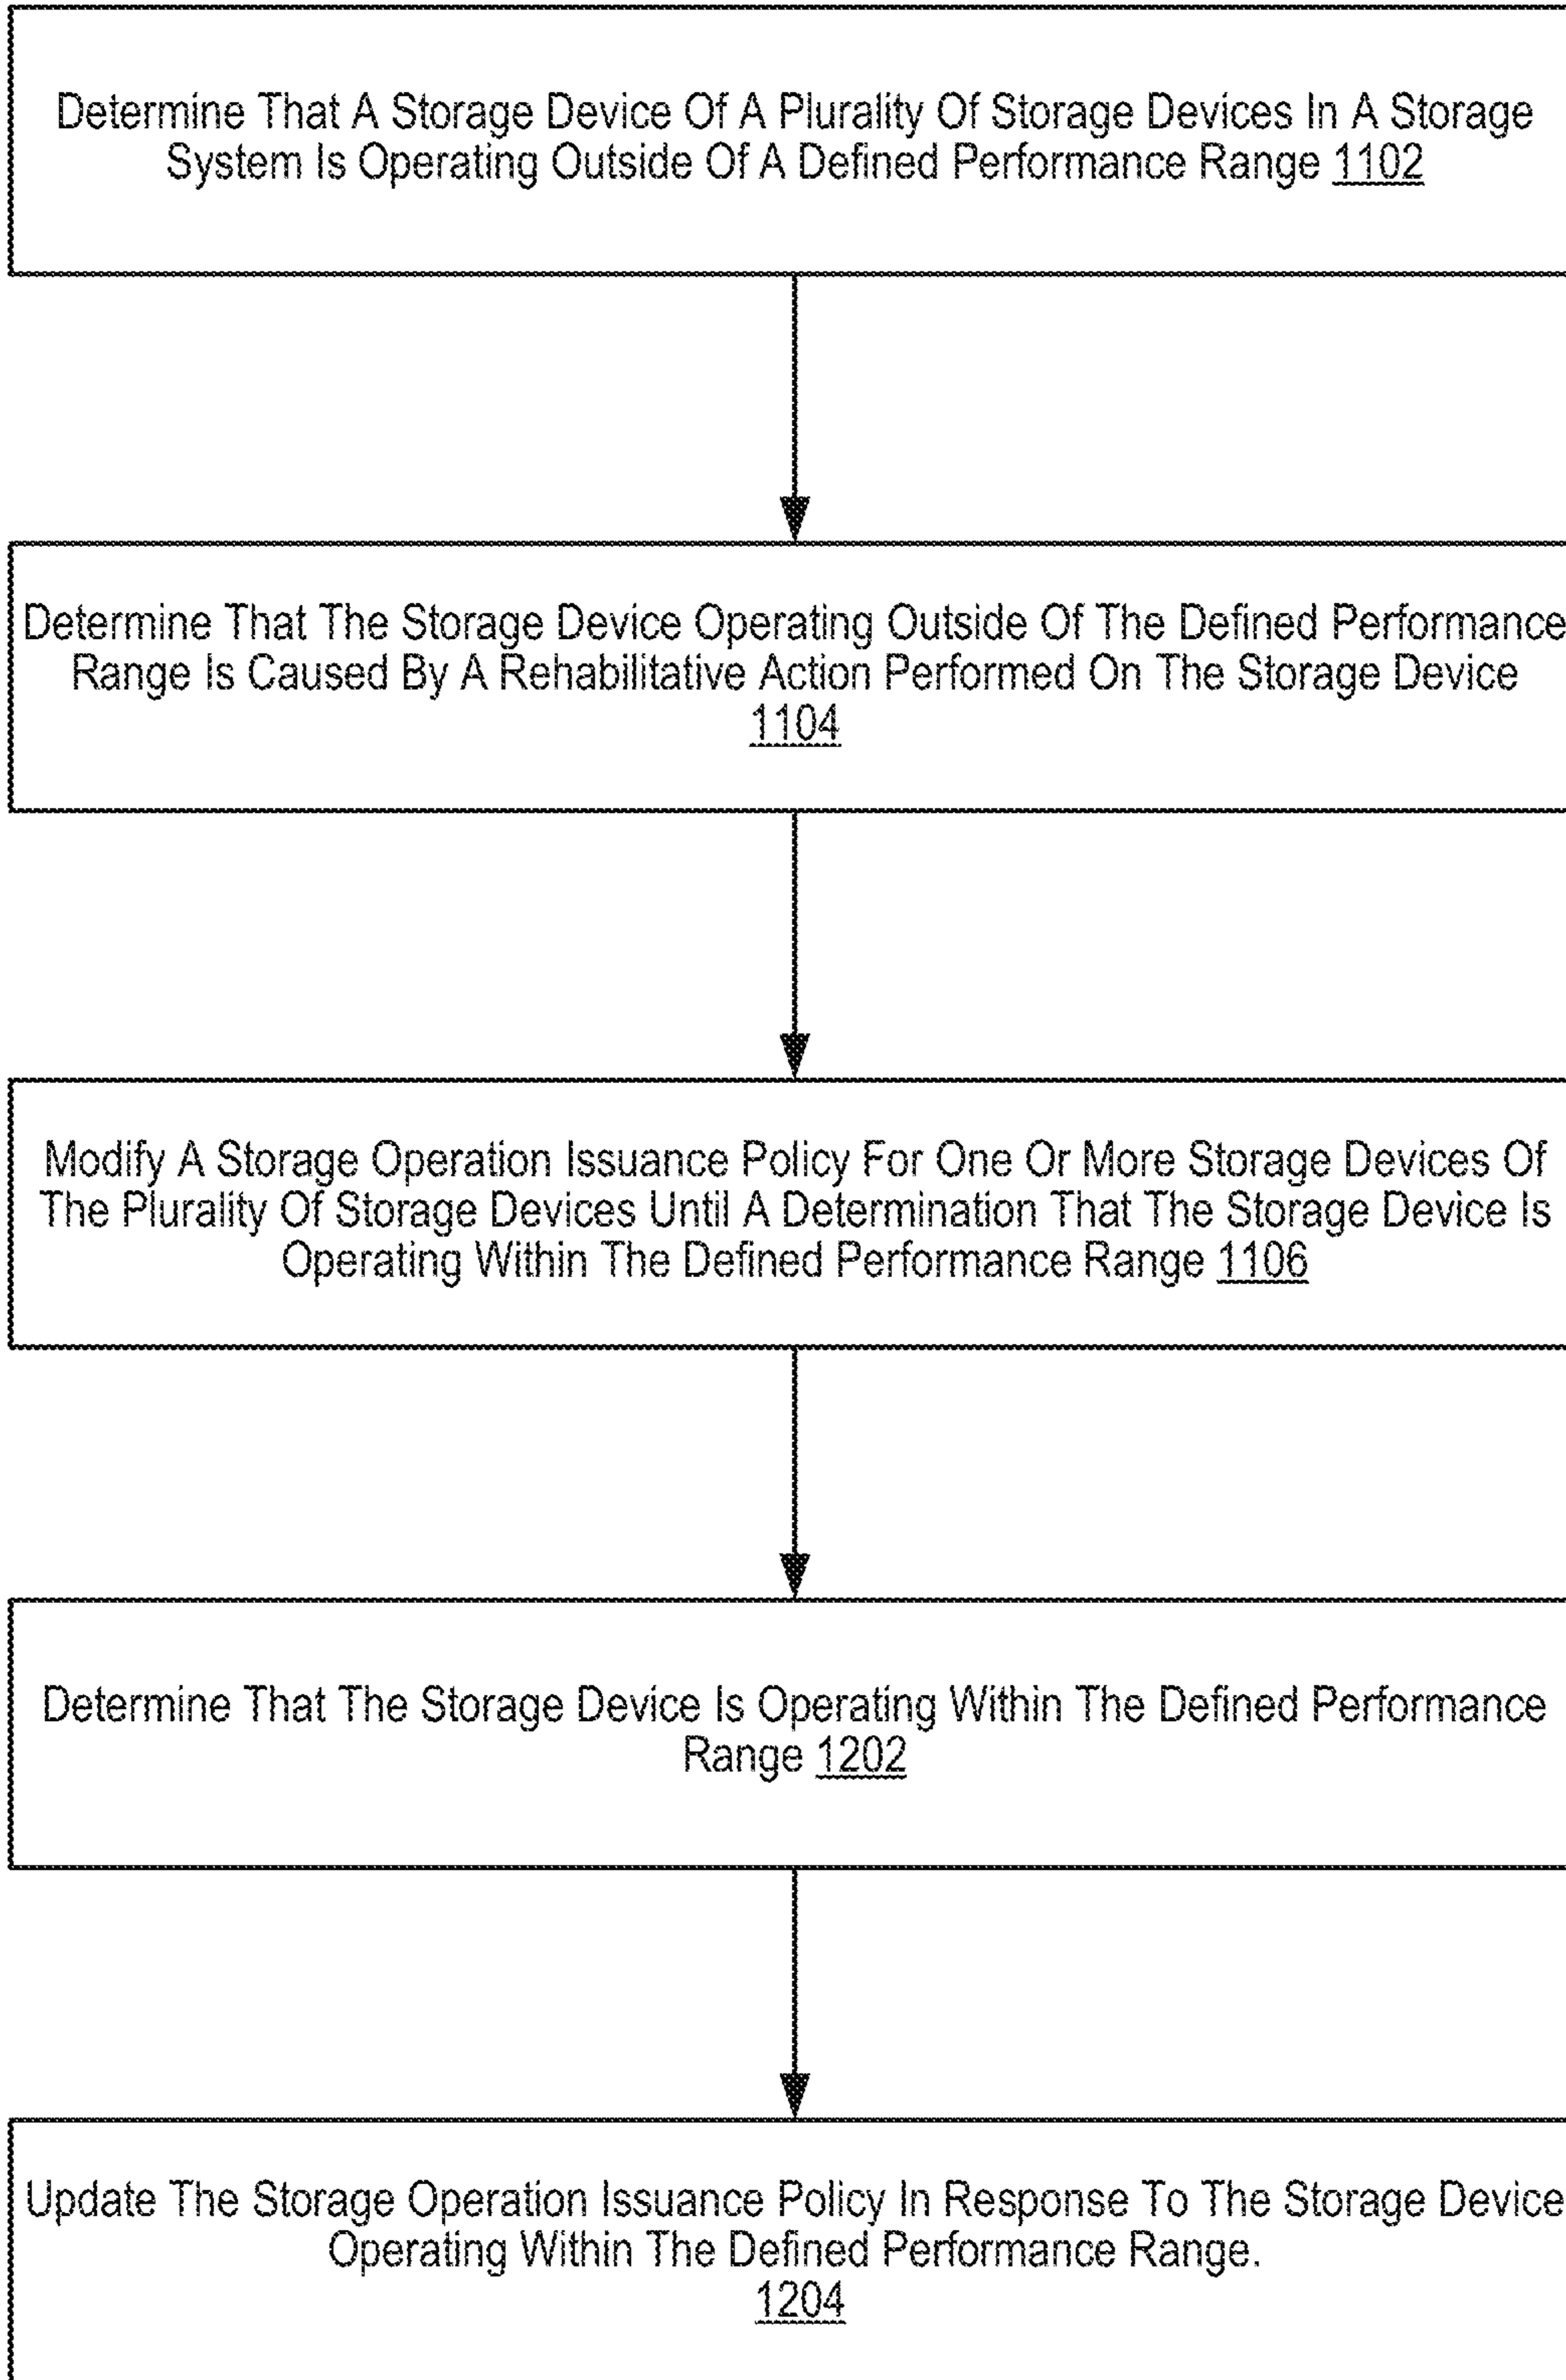 Determine That A Storage Device Of A Plurality Of Storage Devices In A Storage
System Is Operating Outside Of A Defined Performance Range 1102
Determine That The Storage Device Operating Outside Of The Defined Performance
Range Is Caused By A Rehabilitative Action Performed On The Storage Device
1104
Modify A Storage Operation Issuance Policy For One Or More Storage Devices Of
The Plurality Of Storage Devices Until A Determination That The Storage Device Is
Operating Within The Defined Performance Range 1106
Determine That The Storage Device Is Operating Within The Defined Performance
Range 1202
Update The Storage Operation Issuance Policy In Response To The Storage Device
Operating Within The Defined Performance Range.
1204